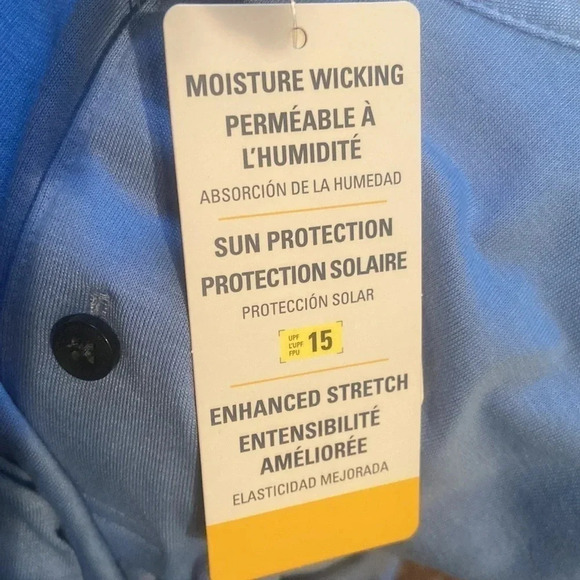 MOISTURE WICKING
PERMÉABLE À
L'HUMIDITÉ
ABSORCIÓN DE LA HUMEDAD
SUN PROTECTION
PROTECTION SOLAIRE
PROTECCIÓN SOLAR
UPF
L'UPF
FPU
15
ENHANCED STRETCH
ENTENSIBILITÉ
AMÉLIORÉE
ELASTICIDAD MEJORADA